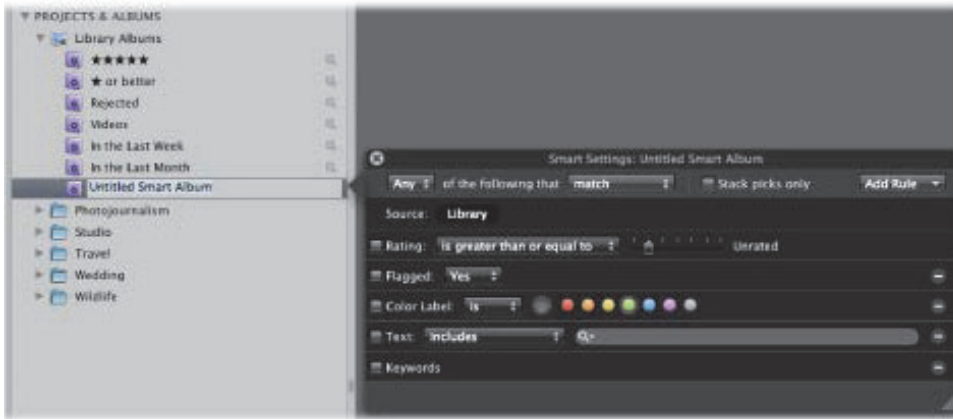 PROJECTS & ALBUMS
Library Albums
★★★★★
★ or better
Rejected
Videos
In the Last Week
In the Last Month
Untitled Smart Album
Photojournalism
Studio
Travel
Wedding
Wildlife
Smart Settings: Untitled Smart Album
Any of the following that match Stack picks only Add Rule
Source: Library
Rating: is greater than or equal to Unrated
Flagged: Yes
Color Label: is
Text: Includes
Keywords